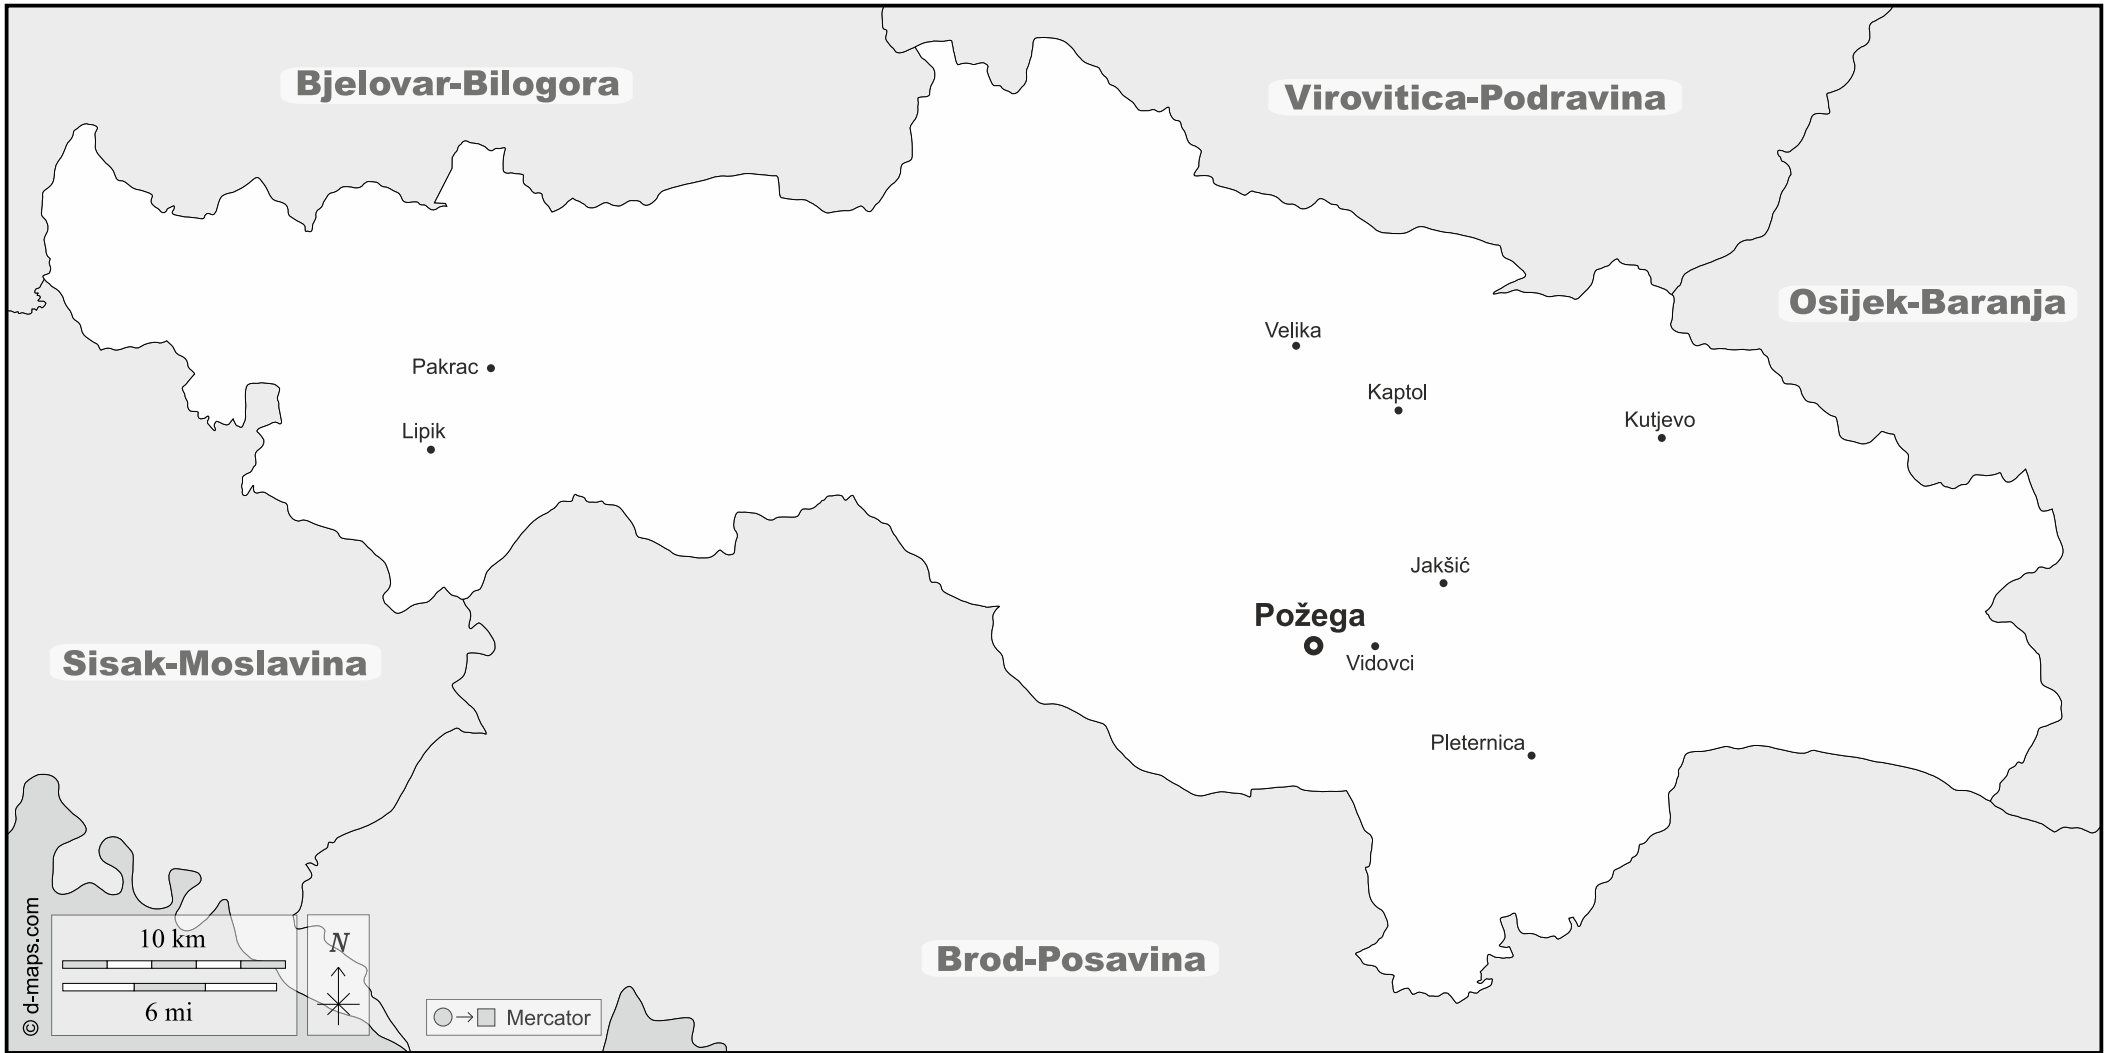 Bjelovar-Bilogora
Virovitica-Podravina
Osijek-Baranja
Velika
Pakrac
Kaptol
Kutjevo
Lipik
Jakšić
Požega
Vidovci
Sisak-Moslavina
Pleternica
Brod-Posavina
© d-maps.com
10 km
6 mi
N
Mercator